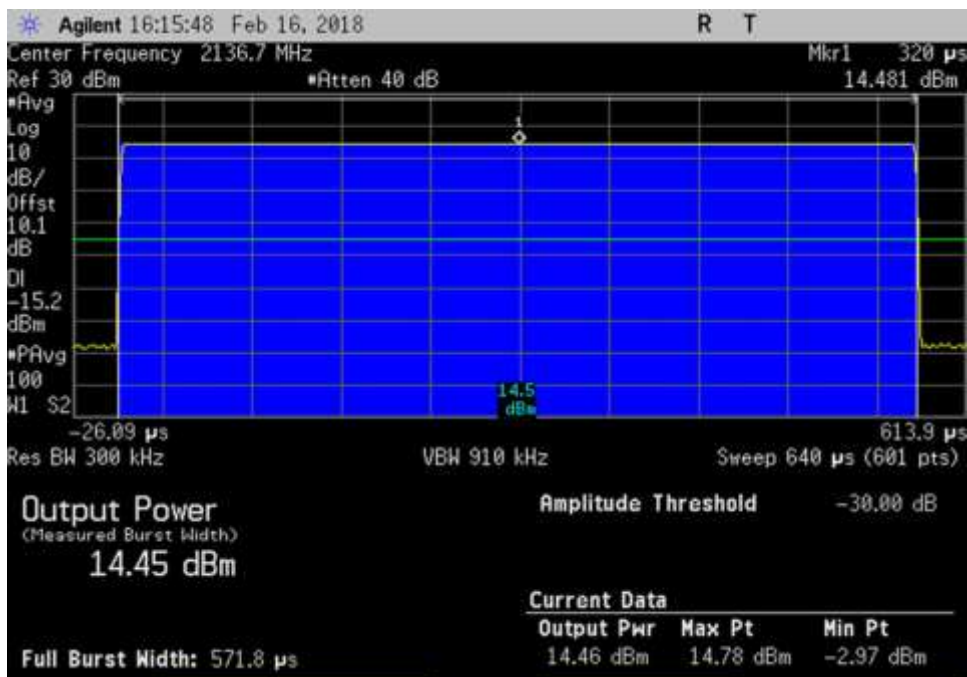 Agilent 16:15:48 Feb 16, 2018 R T
Center Frequency 2136.7 MHz Mkr1 320 µs
Ref 30 dBm #Atten 40 dB 14.481 dBm
#Avg
Log
10
dB/
Offst
10.1
dB
DI
-15.2
dBm
#PAvg
100
W1 S2
1
14.5
dBm
-26.09 µs 613.9 µs
Res BW 300 kHz VBW 910 kHz Sweep 640 µs (601 pts)
Output Power
(Measured Burst Width)
14.45 dBm
Amplitude Threshold -30.00 dB
Current Data
Output Pwr Max Pt Min Pt
14.46 dBm 14.78 dBm -2.97 dBm
Full Burst Width: 571.8 µs